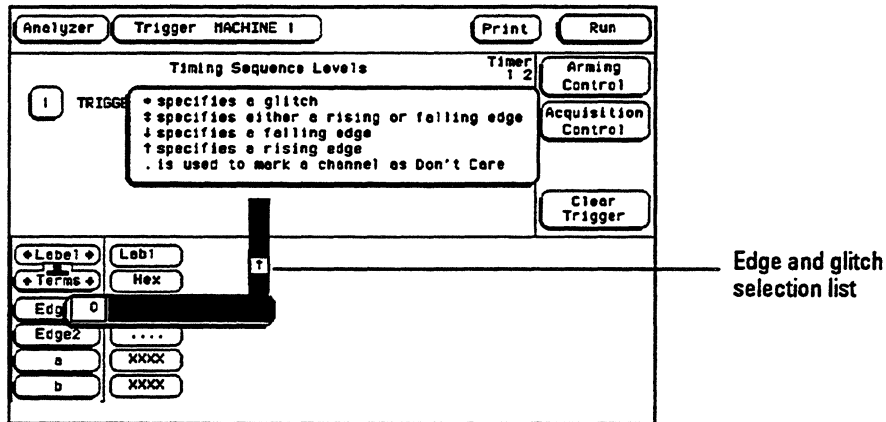 Analyzer Trigger MACHINE 1 Print Run
Timing Sequence Levels
Timer
1 2
Arming
Control
1 TRIGGE
* specifies a glitch
↕ specifies either a rising or falling edge
↓ specifies a falling edge
↑ specifies a rising edge
. is used to mark a channel as Don't Care
Acquisition
Control
Clear
Trigger
Label Lab1
↑
Terms Hex
Edg 0
Edge2 ....
a XXXX
b XXXX
Edge and glitch
selection list